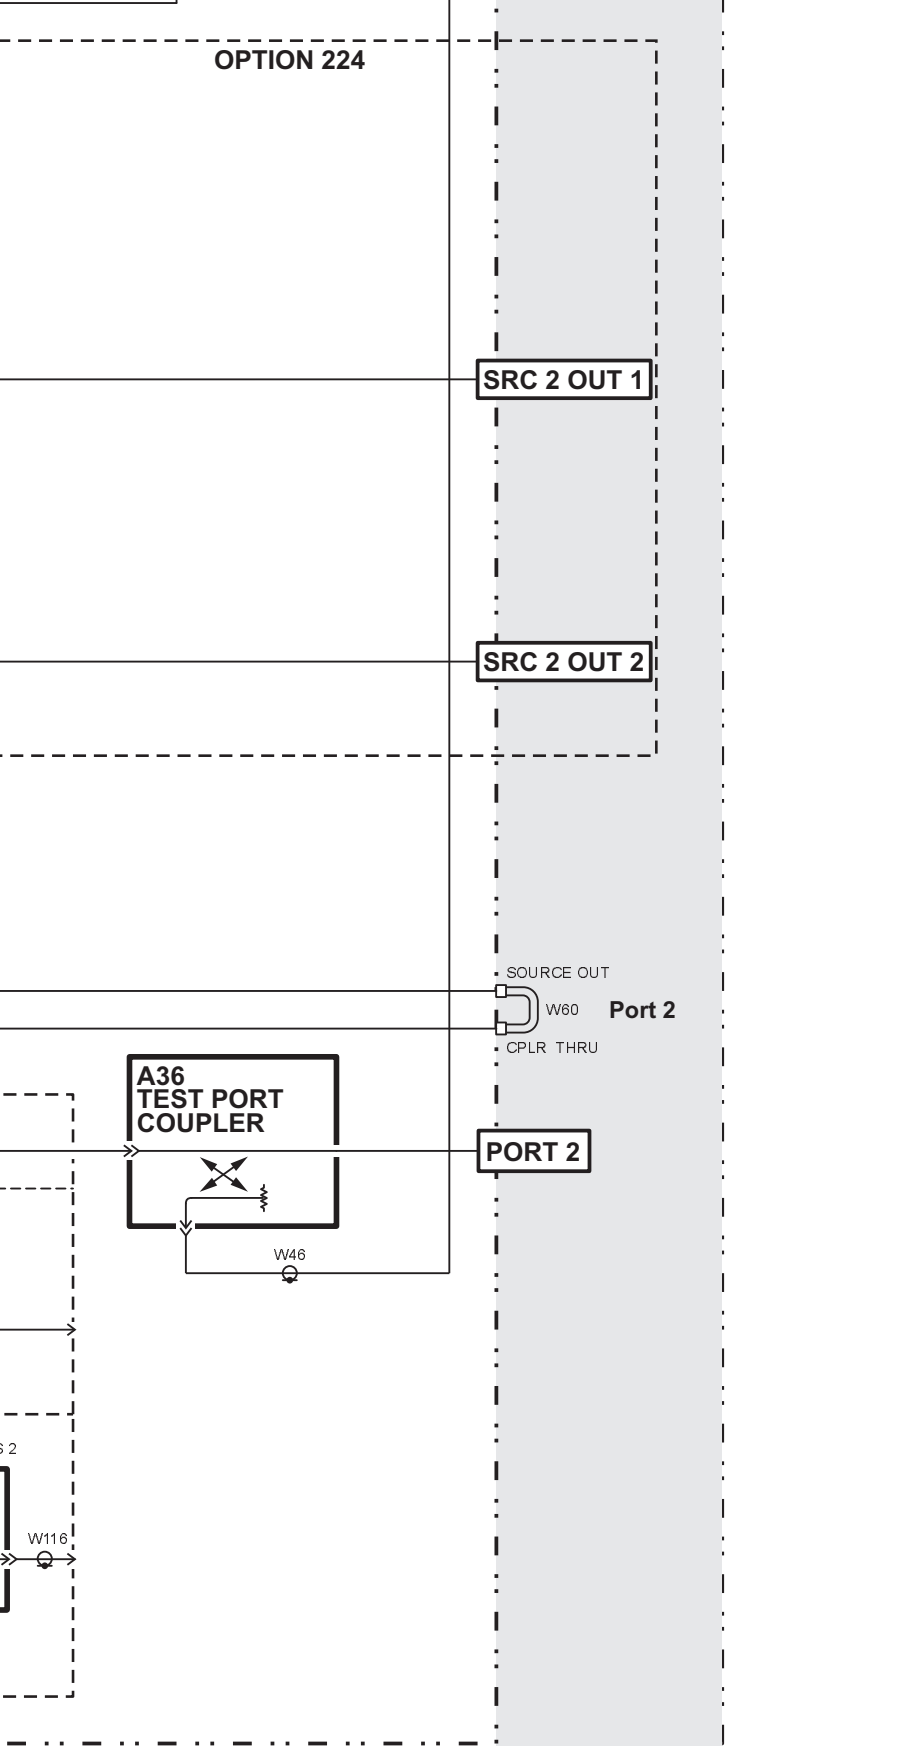 OPTION 224
SRC 2 OUT 1
SRC 2 OUT 2
SOURCE OUT
W60
Port 2
CPLR THRU
A36
TEST PORT
COUPLER
PORT 2
W46
2
W116